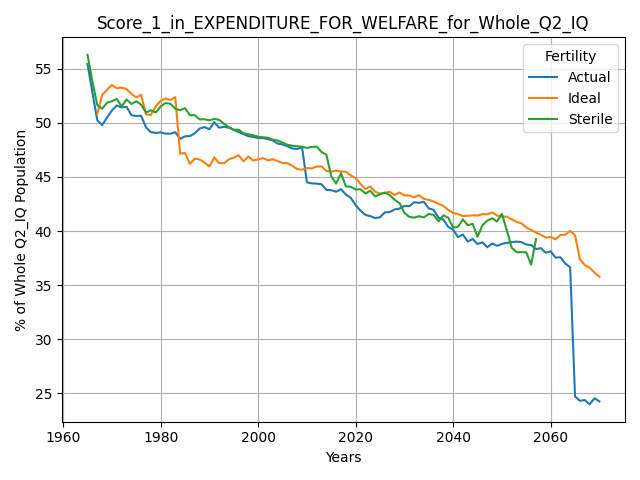 Score_1_in_EXPENDITURE_FOR_WELFARE_for_Whole_Q2_IQ
Fertility
Actual
Ideal
Sterile
% of Whole Q2_IQ Population
55
50
45
40
35
30
25
1960
1980
2000
2020
2040
2060
Years